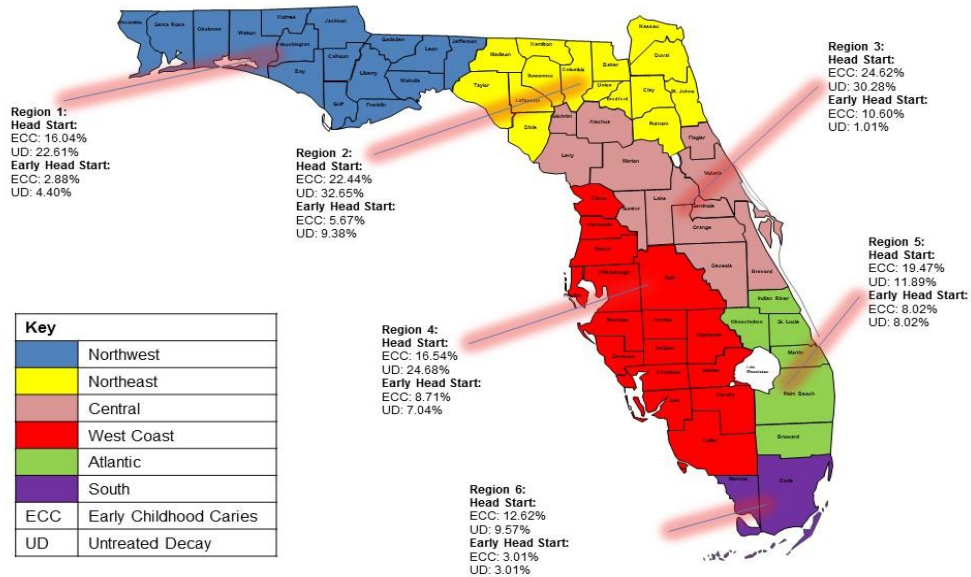 Holmes
Jackson
Santa Rosa
Okaloosa
Walton
Washington
Gadsden
Leon
Jefferson
Calhoun
Bay
Liberty
Wakulla
Gulf
Franklin
Nassau
Hamilton
Madison
Suwannee
Columbia
Baker
Duval
Taylor
Lafayette
Union
Bradford
Clay
St. Johns
Dixie
Gilchrist
Alachua
Putnam
Levy
Marion
Flagler
Volusia
Citrus
Sumter
Lake
Seminole
Orange
Hernando
Pasco
Hillsborough
Polk
Osceola
Brevard
Indian River
Okeechobee
St. Lucie
Highlands
Martin
Sarasota
Charlotte
Lee
Hendry
Palm Beach
Collier
Broward
Monroe
Dade
Region 1:
Head Start:
ECC: 16.04%
UD: 22.61%
Early Head Start:
ECC: 2.88%
UD: 4.40%
Region 2:
Head Start:
ECC: 22.44%
UD: 32.65%
Early Head Start:
ECC: 5.67%
UD: 9.38%
Region 3:
Head Start:
ECC: 24.62%
UD: 30.28%
Early Head Start:
ECC: 10.60%
UD: 1.01%
Region 4:
Head Start:
ECC: 16.54%
UD: 24.68%
Early Head Start:
ECC: 8.71%
UD: 7.04%
Region 5:
Head Start:
ECC: 19.47%
UD: 11.89%
Early Head Start:
ECC: 8.02%
UD: 8.02%
Region 6:
Head Start:
ECC: 12.62%
UD: 9.57%
Early Head Start:
ECC: 3.01%
UD: 3.01%
Key
Northwest
Northeast
Central
West Coast
Atlantic
South
ECC Early Childhood Caries
UD Untreated Decay